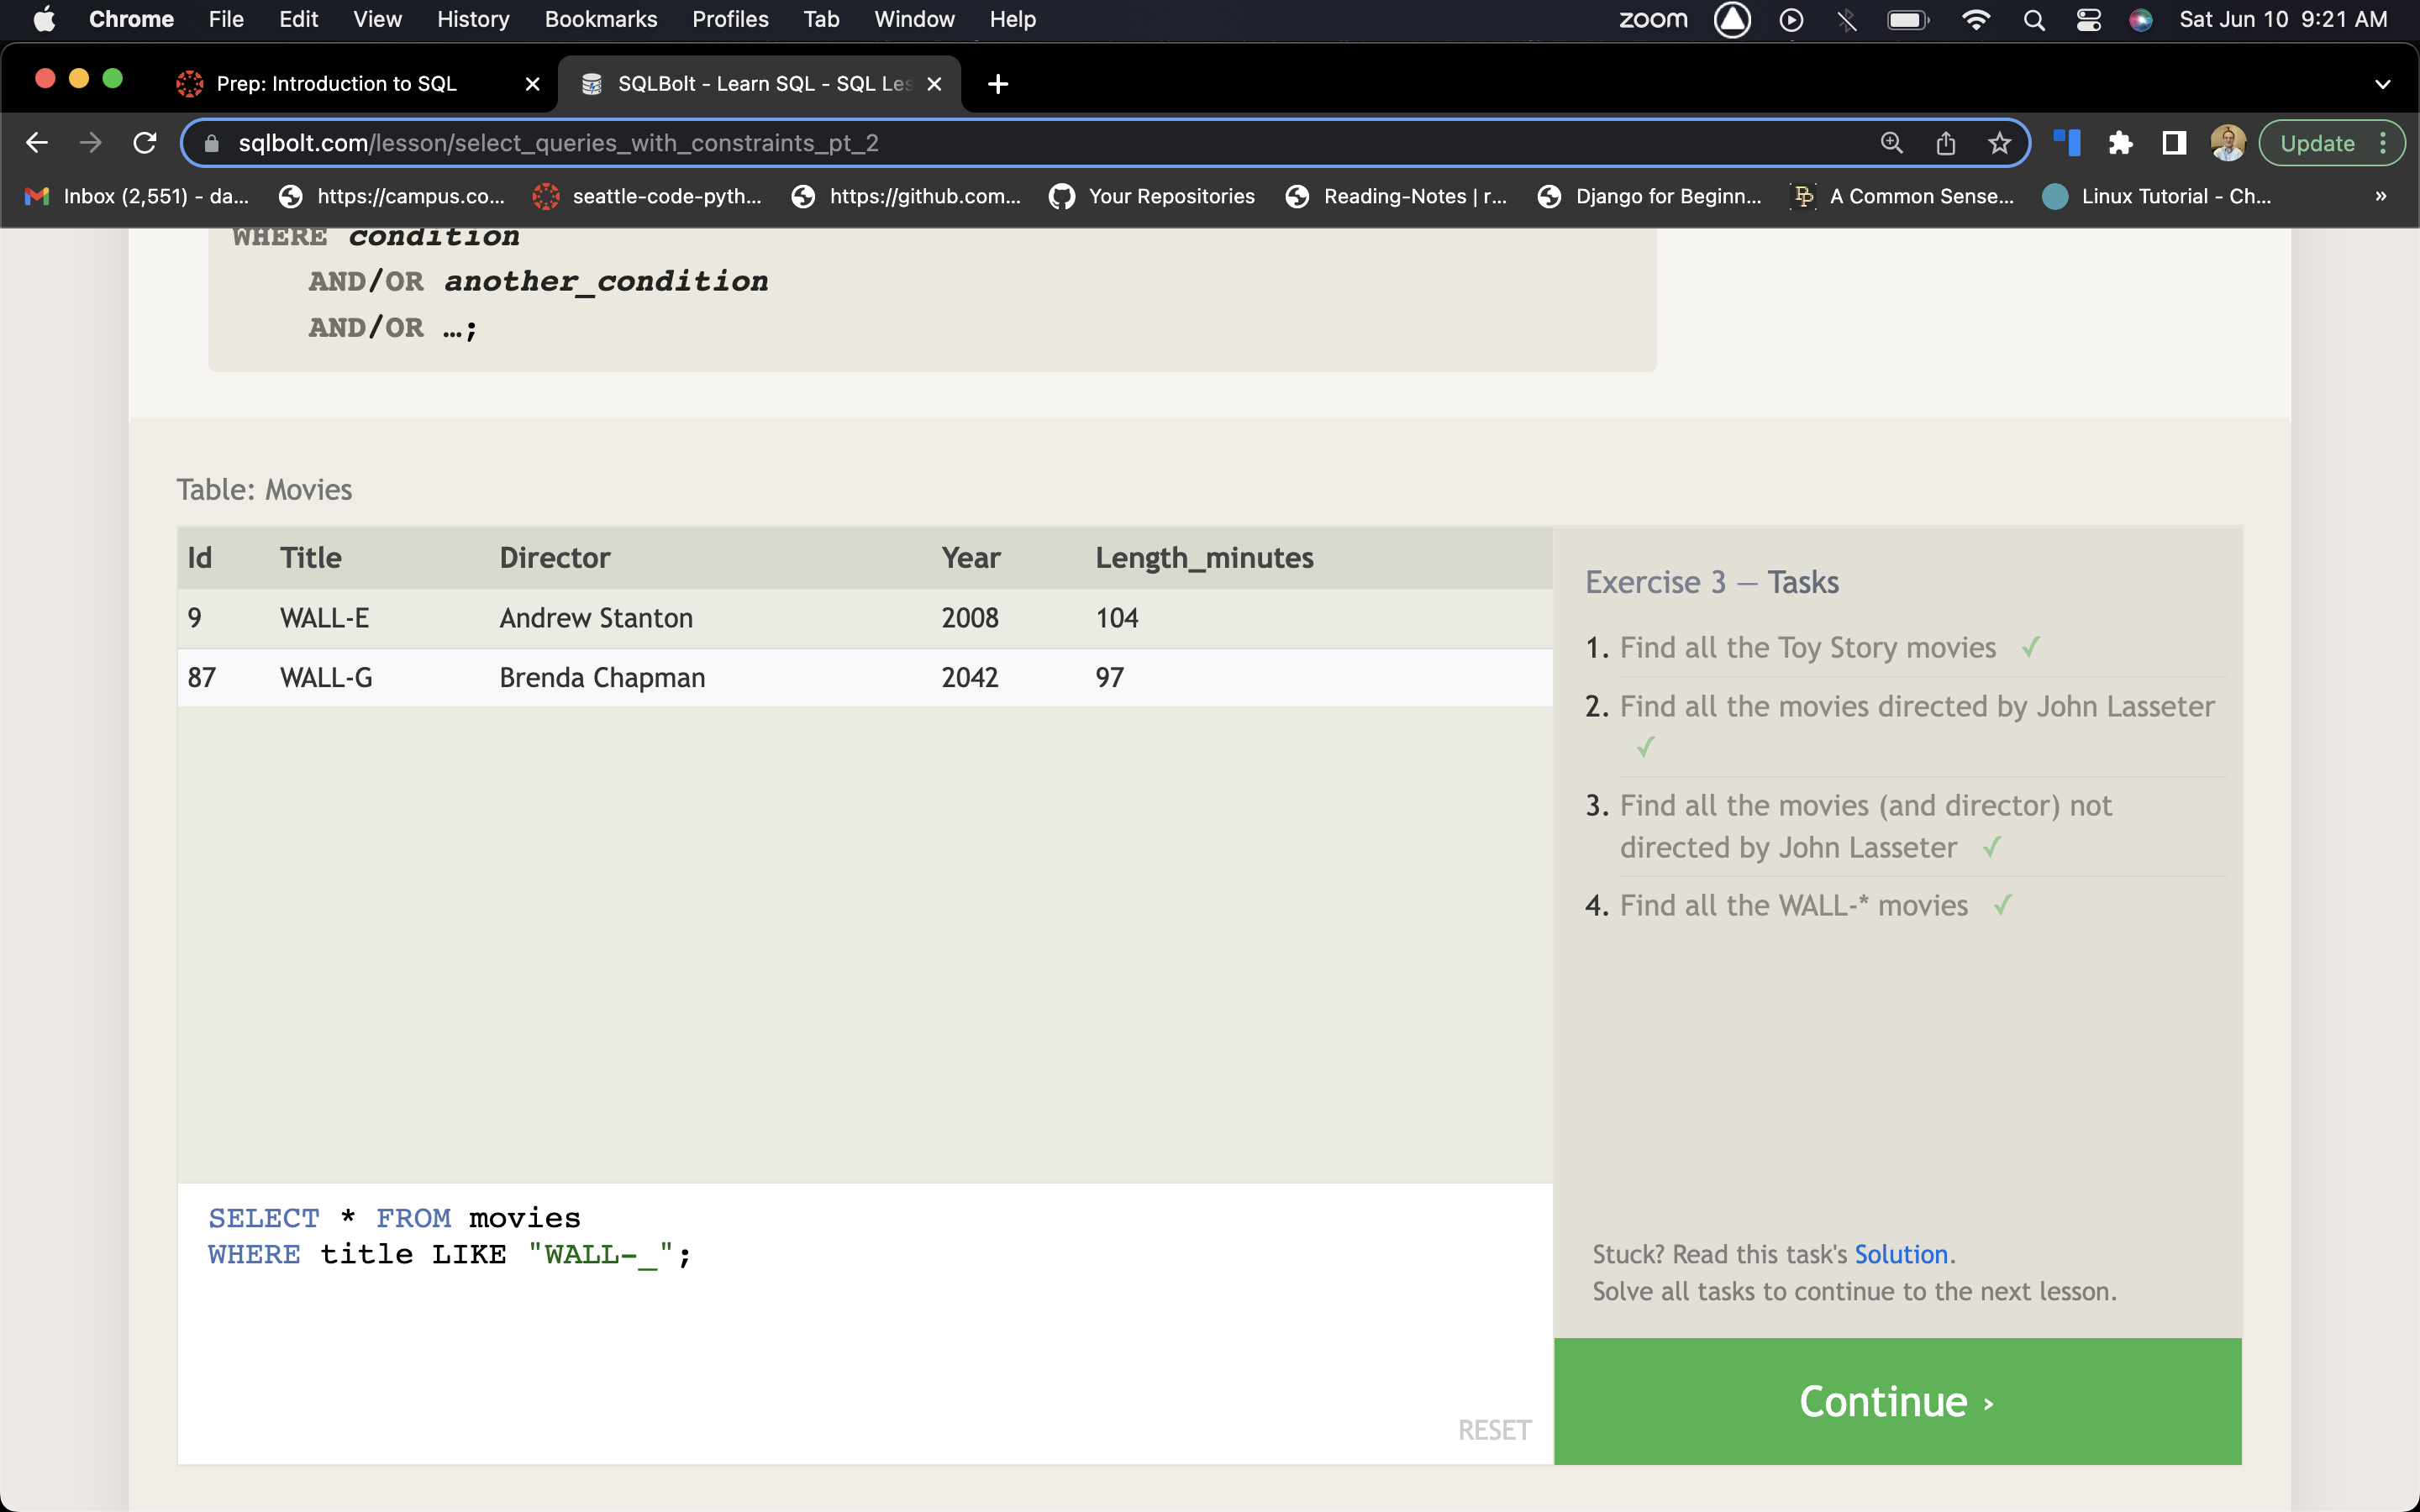 Chrome File Edit View History Bookmarks Profiles Tab Window Help zoom Sat Jun 10 9:21 AM
Prep: Introduction to SQL SQLBolt - Learn SQL - SQL Les
sqlbolt.com/lesson/select_queries_with_constraints_pt_2 Update
Inbox (2,551) - da... https://campus.co... seattle-code-pyth... https://github.com... Your Repositories Reading-Notes | r... Django for Beginn... A Common Sense... Linux Tutorial - Ch... »
WHERE condition
AND/OR another_condition
AND/OR …;
Table: Movies
Id Title Director Year Length_minutes
9 WALL-E Andrew Stanton 2008 104
87 WALL-G Brenda Chapman 2042 97
Exercise 3 — Tasks
1. Find all the Toy Story movies ✓
2. Find all the movies directed by John Lasseter
✓
3. Find all the movies (and director) not
directed by John Lasseter ✓
4. Find all the WALL-* movies ✓
SELECT * FROM movies
WHERE title LIKE "WALL-_";
RESET
Stuck? Read this task's Solution.
Solve all tasks to continue to the next lesson.
Continue ›